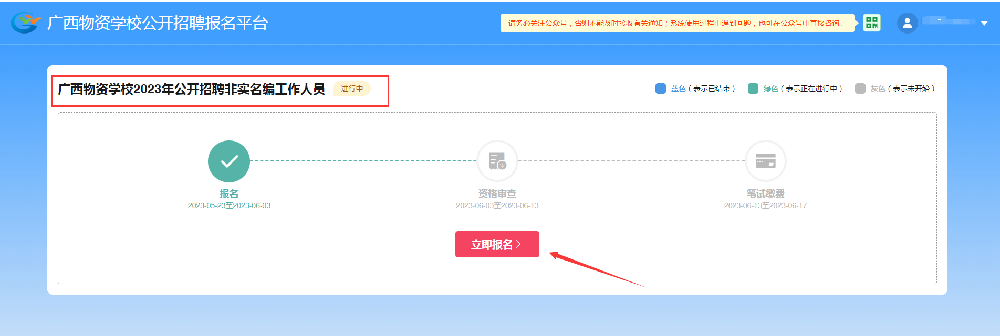 广西物资学校公开招聘报名平台
请务必关注公众号，否则不能及时接收有关通知；系统使用过程中遇到问题，也可在公众号中直接咨询。
广西物资学校2023年公开招聘非实名编工作人员 进行中
蓝色（表示已结束） 绿色（表示正在进行中） 灰色（表示未开始）
审
报名 资格审查 笔试缴费
2023-05-23至2023-06-03 2023-06-03至2023-06-13 2023-06-13至2023-06-17
立即报名